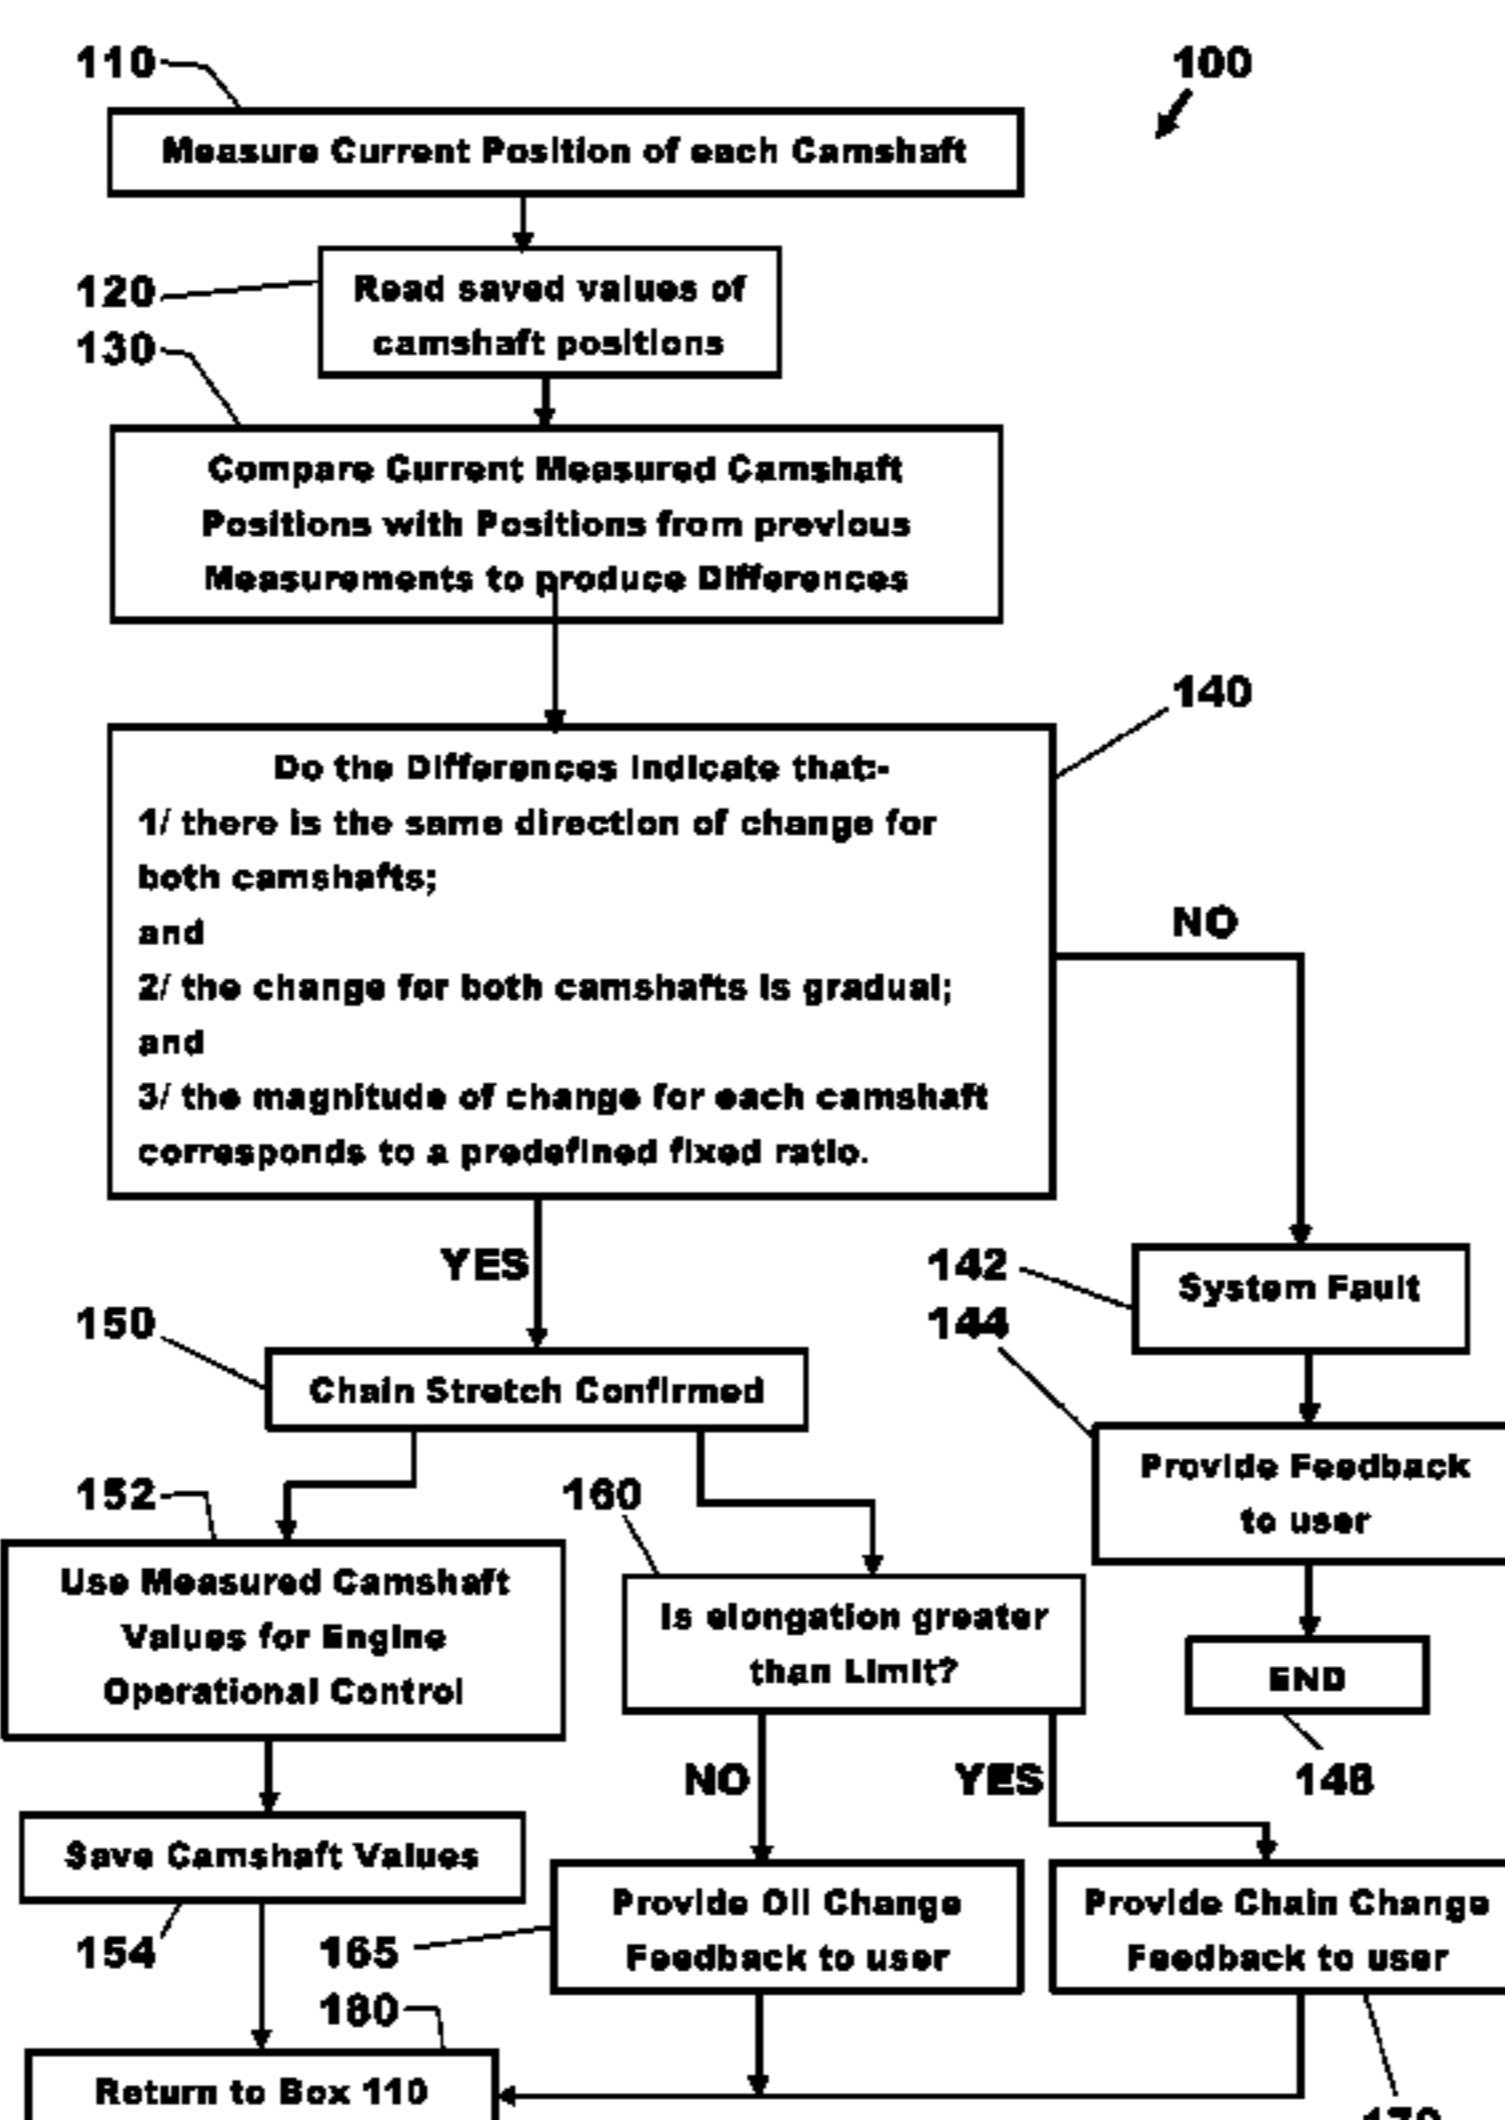 110
100
Measure Current Position of each Camshaft
120
Read saved values of
camshaft positions
130
Compare Current Measured Camshaft
Positions with Positions from previous
Measurements to produce Differences
140
Do the Differences indicate that:-
1/ there is the same direction of change for
both camshafts;
and
2/ the change for both camshafts is gradual;
and
3/ the magnitude of change for each camshaft
corresponds to a predefined fixed ratio.
NO
YES
142
System Fault
144
150
Chain Stretch Confirmed
Provide Feedback
to user
152
160
Use Measured Camshaft
Values for Engine
Operational Control
Is elongation greater
than Limit?
END
148
NO
YES
Save Camshaft Values
154
165
Provide Oil Change
Feedback to user
Provide Chain Change
Feedback to user
180
Return to Box 110